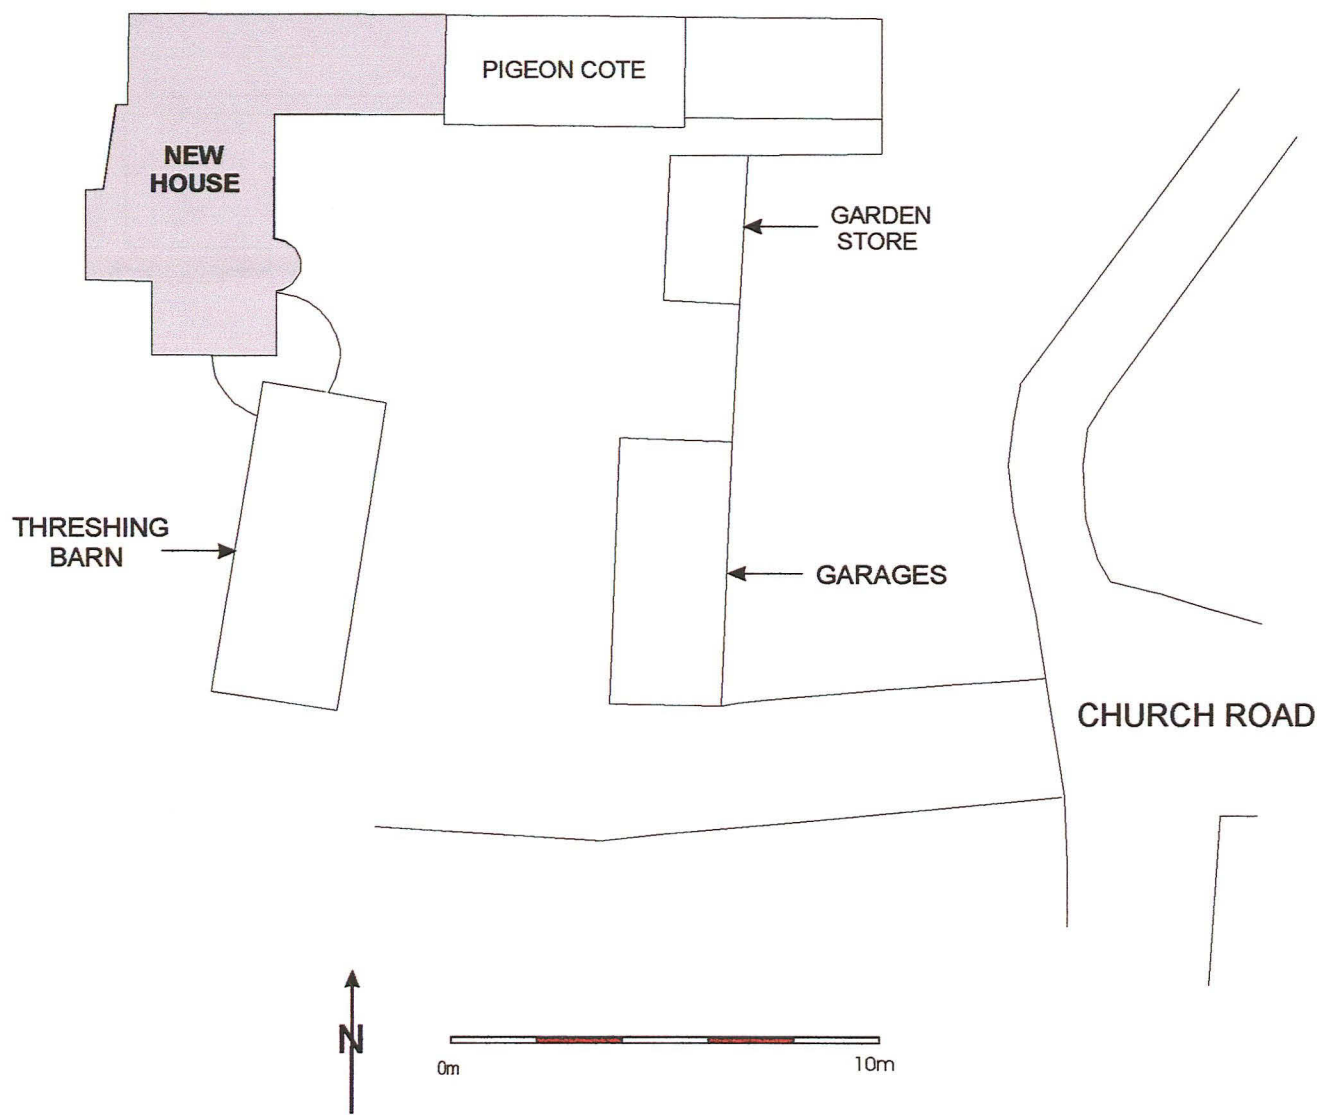 PIGEON COTE
NEW
HOUSE
GARDEN
STORE
THRESHING
BARN
GARAGES
CHURCH ROAD
N
0m
10m